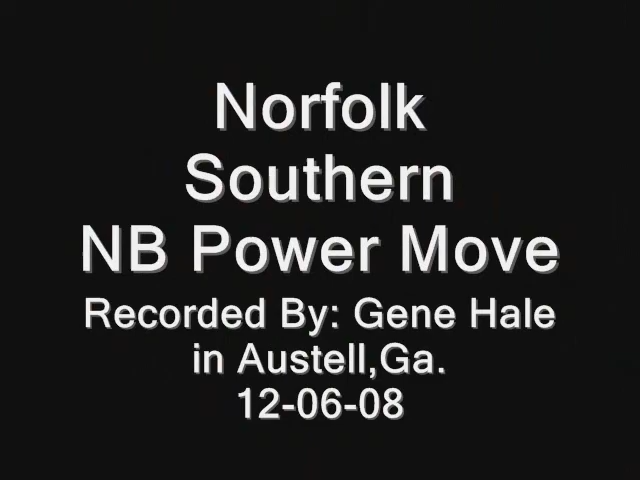 Norfolk
Southern
NB Power Move
Recorded By: Gene Hale
in Austell,Ga.
12-06-08